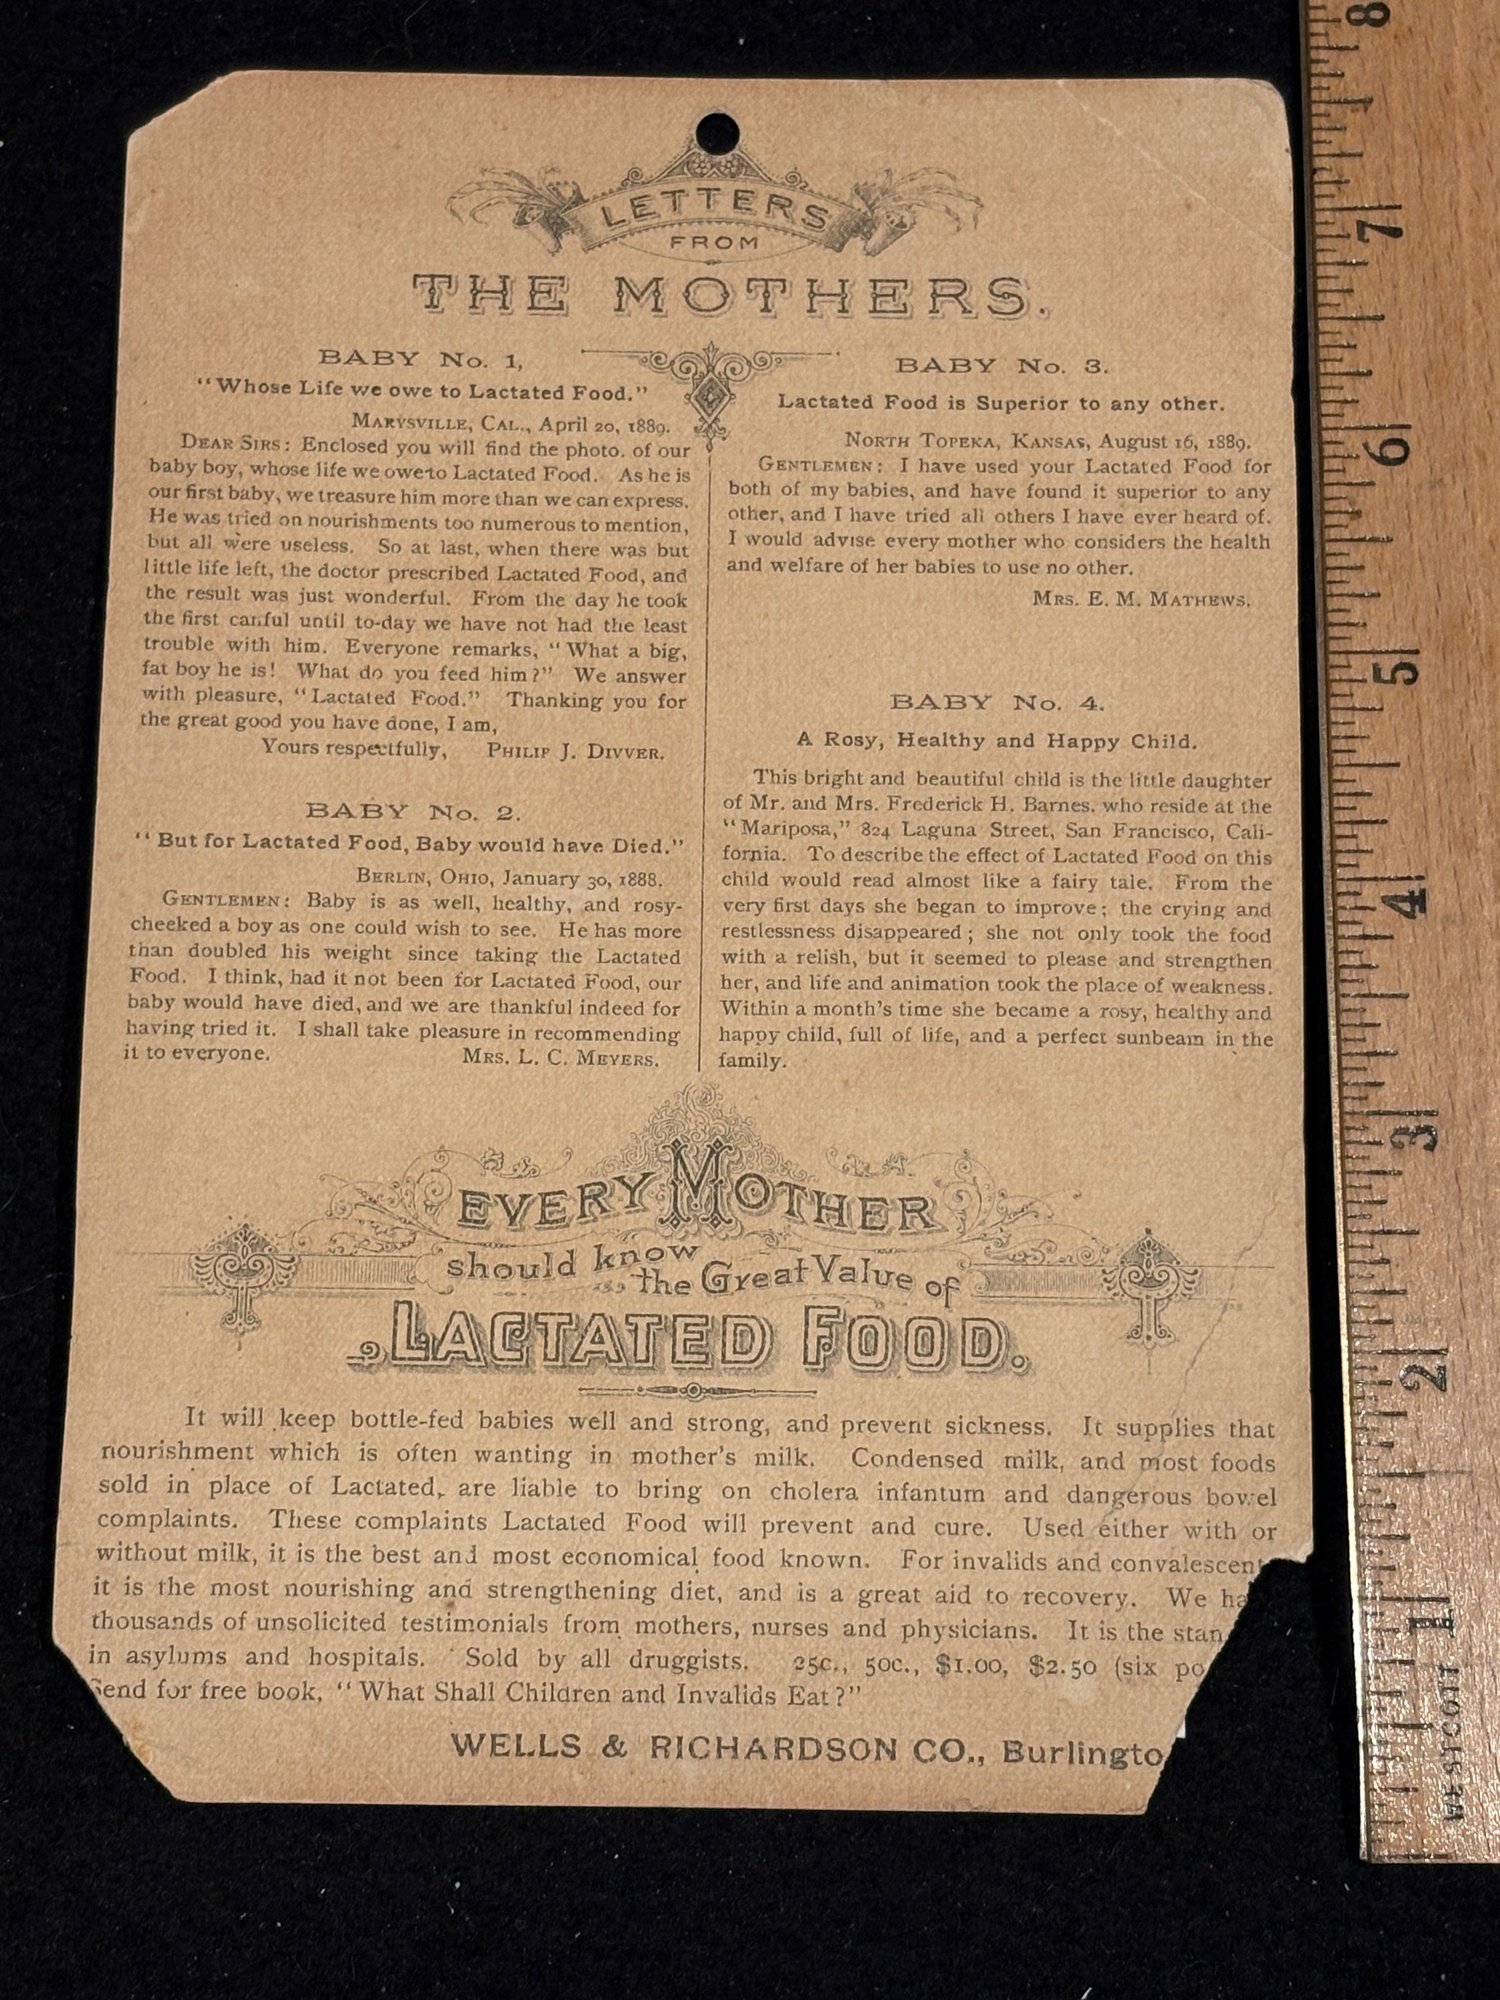 LETTERS
FROM
THE MOTHERS.
BABY No. 1,
"Whose Life we owe to Lactated Food."
MARYSVILLE, CAL., April 20, 1889.
DEAR SIRS: Enclosed you will find the photo. of our
baby boy, whose life we owe to Lactated Food. As he is
our first baby, we treasure him more than we can express.
He was tried on nourishments too numerous to mention,
but all were useless. So at last, when there was but
little life left, the doctor prescribed Lactated Food, and
the result was just wonderful. From the day he took
the first canful until to-day we have not had the least
trouble with him. Everyone remarks, "What a big,
fat boy he is! What do you feed him?" We answer
with pleasure, "Lactated Food." Thanking you for
the great good you have done, I am,
Yours respectfully, PHILIP J. DIVVER.
BABY No. 2.
"But for Lactated Food, Baby would have Died."
BERLIN, OHIO, January 30, 1888.
GENTLEMEN: Baby is as well, healthy, and rosy-
cheeked a boy as one could wish to see. He has more
than doubled his weight since taking the Lactated
Food. I think, had it not been for Lactated Food, our
baby would have died, and we are thankful indeed for
having tried it. I shall take pleasure in recommending
it to everyone. MRS. L. C. MEYERS.
BABY No. 3.
Lactated Food is Superior to any other.
NORTH TOPEKA, KANSAS, August 16, 1889.
GENTLEMEN: I have used your Lactated Food for
both of my babies, and have found it superior to any
other, and I have tried all others I have ever heard of.
I would advise every mother who considers the health
and welfare of her babies to use no other.
MRS. E. M. MATHEWS.
BABY No. 4.
A Rosy, Healthy and Happy Child.
This bright and beautiful child is the little daughter
of Mr. and Mrs. Frederick H. Barnes, who reside at the
"Mariposa," 824 Laguna Street, San Francisco, Cali-
fornia. To describe the effect of Lactated Food on this
child would read almost like a fairy tale. From the
very first days she began to improve; the crying and
restlessness disappeared; she not only took the food
with a relish, but it seemed to please and strengthen
her, and life and animation took the place of weakness.
Within a month's time she became a rosy, healthy and
happy child, full of life, and a perfect sunbeam in the
family.
EVERY MOTHER
should know
the Great Value of
LACTATED FOOD.
It will keep bottle-fed babies well and strong, and prevent sickness. It supplies that
nourishment which is often wanting in mother's milk. Condensed milk, and most foods
sold in place of Lactated, are liable to bring on cholera infantum and dangerous bowel
complaints. These complaints Lactated Food will prevent and cure. Used either with or
without milk, it is the best and most economical food known. For invalids and convalescent
it is the most nourishing and strengthening diet, and is a great aid to recovery. We ha
thousands of unsolicited testimonials from mothers, nurses and physicians. It is the stan
in asylums and hospitals. Sold by all druggists. 25c., 50c., $1.00, $2.50 (six po
Send for free book, "What Shall Children and Invalids Eat?"
WELLS & RICHARDSON CO., Burlingto
8
7
6
5
4
3
2
1
WESTCOTT